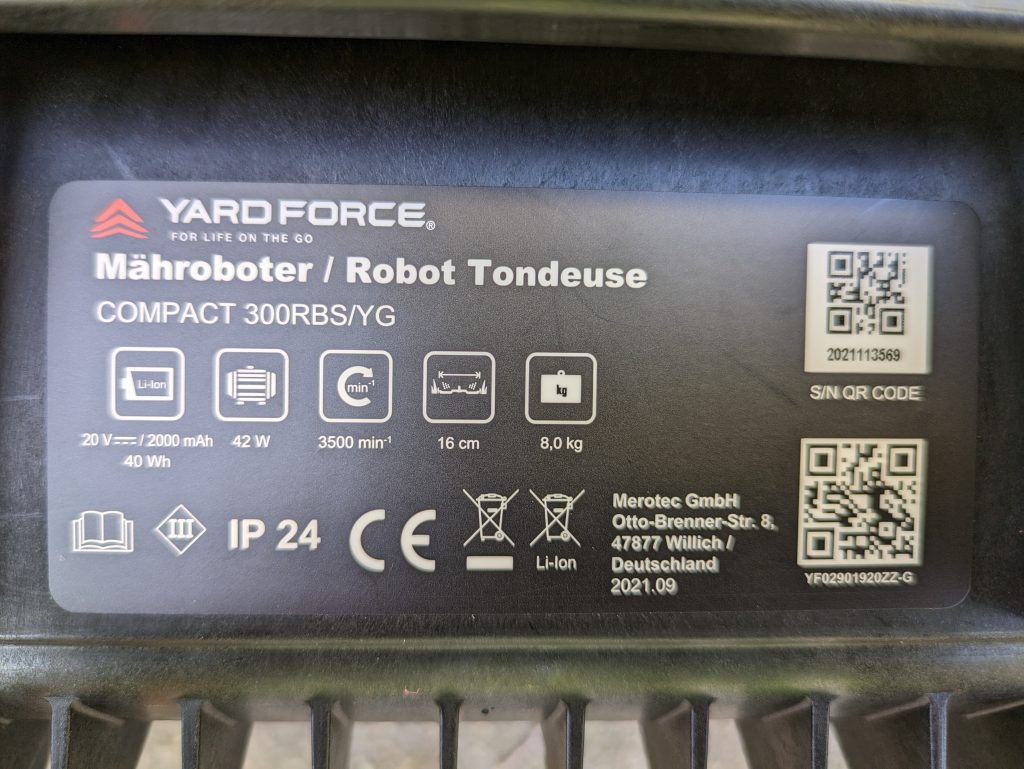 YARD FORCE®
FOR LIFE ON THE GO
Mähroboter / Robot Tondeuse
COMPACT 300RBS/YG
Li-Ion
min-1
kg
20 V / 2000 mAh
40 Wh
42 W
3500 min-1
16 cm
8,0 kg
III
IP 24
CE
Li-Ion
Merotec GmbH
Otto-Brenner-Str. 8,
47877 Willich /
Deutschland
2021.09
2021113569
S/N QR CODE
YF02901920ZZ-G